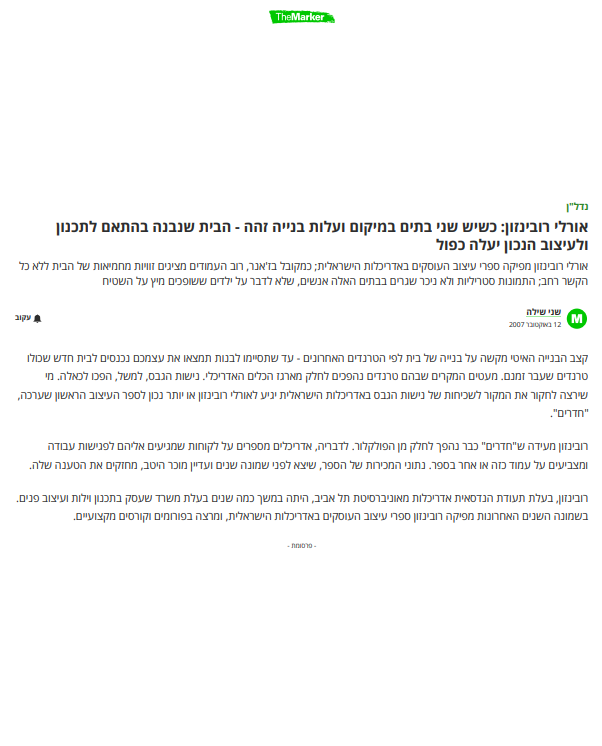 TheMarker
נדל"ן
אורלי רובינזון: כשיש שני בתים במיקום ועלות בנייה זהה - הבית שנבנה בהתאם לתכנון
ולעיצוב הנכון יעלה כפול
אורלי רובינזון מפיקה ספרי עיצוב העוסקים באדריכלות הישראלית; כמקובל בז'אנר, רוב העמודים מציגים זוויות מחמיאות של הבית ללא כל
הקשר רחב; התמונות סטריליות ולא ניכר שגרים בבתים האלה אנשים, שלא לדבר על ילדים ששופכים מיץ על השטיח
שני שילה
12 באוקטובר 2007
עקוב
קצב הבנייה האיטי מקשה על בנייה של בית לפי הטרנדים האחרונים - עד שתסיימו לבנות תמצאו את עצמכם נכנסים לבית חדש שכולו
טרנדים שעבר זמנם. מעטים המקרים שבהם טרנדים נהפכים לחלק מארגז הכלים האדריכלי. נישות הגבס, למשל, הפכו לכאלה. מי
שירצה לחקור את המקור לשכיחות של נישות הגבס באדריכלות הישראלית יגיע לאורלי רובינזון או יותר נכון לספר העיצוב הראשון שערכה,
"חדרים".
רובינזון מעידה ש"חדרים" כבר נהפך לחלק מן הפולקלור. לדבריה, אדריכלים מספרים על לקוחות שמגיעים אליהם לפגישות עבודה
ומצביעים על עמוד כזה או אחר בספר. נתוני המכירות של הספר, שיצא לפני שמונה שנים ועדיין מוכר היטב, מחזקים את הטענה שלה.
רובינזון, בעלת תעודת הנדסאית אדריכלות מאוניברסיטת תל אביב, היתה במשך כמה שנים בעלת משרד שעסק בתכנון וילות ועיצוב פנים.
בשמונה השנים האחרונות מפיקה רובינזון ספרי עיצוב העוסקים באדריכלות הישראלית, ומרצה בפורומים וקורסים מקצועיים.
- פרסומת -